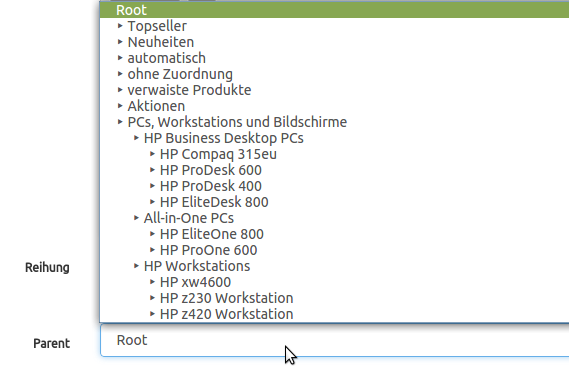 Root
‣ Topseller
‣ Neuheiten
‣ automatisch
‣ ohne Zuordnung
‣ verwaiste Produkte
‣ Aktionen
‣ PCs, Workstations und Bildschirme
‣ HP Business Desktop PCs
‣ HP Compaq 315eu
‣ HP ProDesk 600
‣ HP ProDesk 400
‣ HP EliteDesk 800
‣ All-in-One PCs
‣ HP EliteOne 800
‣ HP ProOne 600
‣ HP Workstations
‣ HP xw4600
‣ HP z230 Workstation
‣ HP z420 Workstation
Reihung
Parent
Root